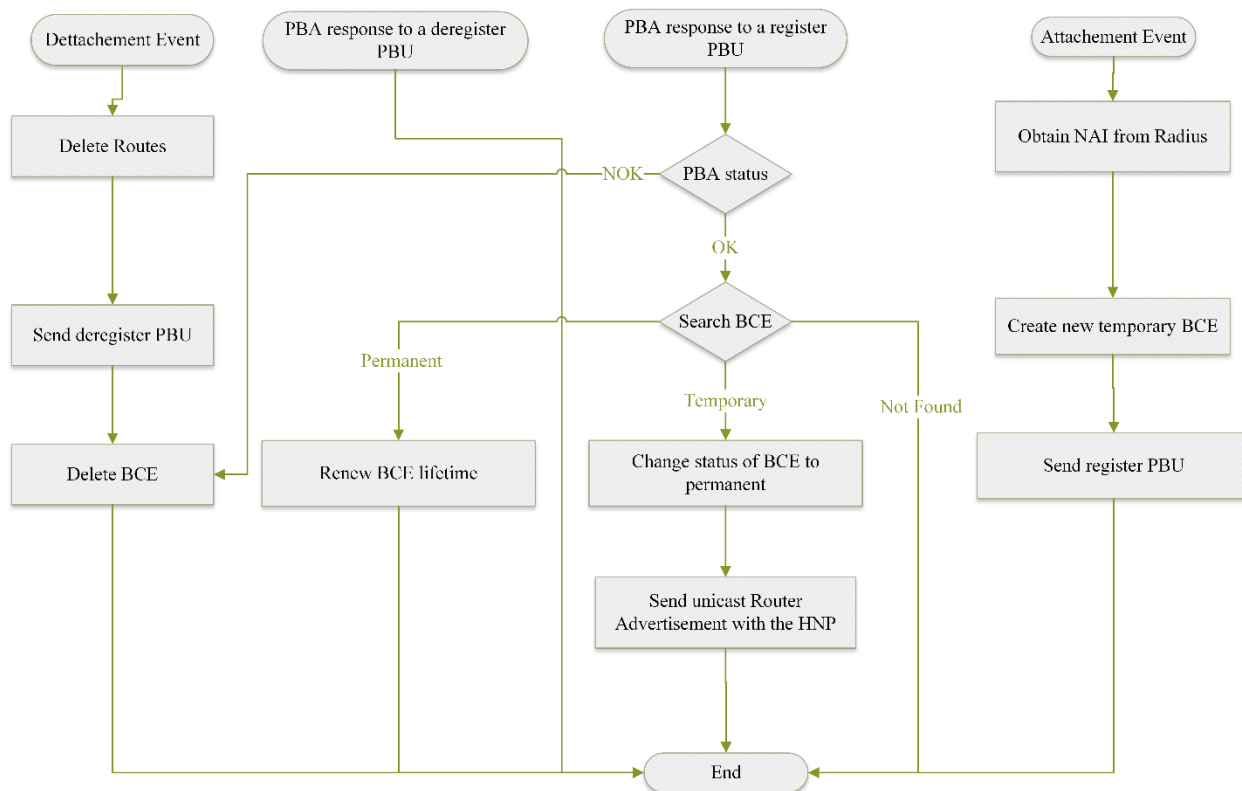 Dettachement Event
PBA response to a deregister
PBU
PBA response to a register
PBU
Attachement Event
Delete Routes
Obtain NAI from Radius
NOK
PBA status
OK
Send deregister PBU
Search BCE
Create new temporary BCE
Permanent
Temporary
Not Found
Delete BCE
Renew BCE lifetime
Change status of BCE to
permanent
Send register PBU
Send unicast Router
Advertisement with the HNP
End